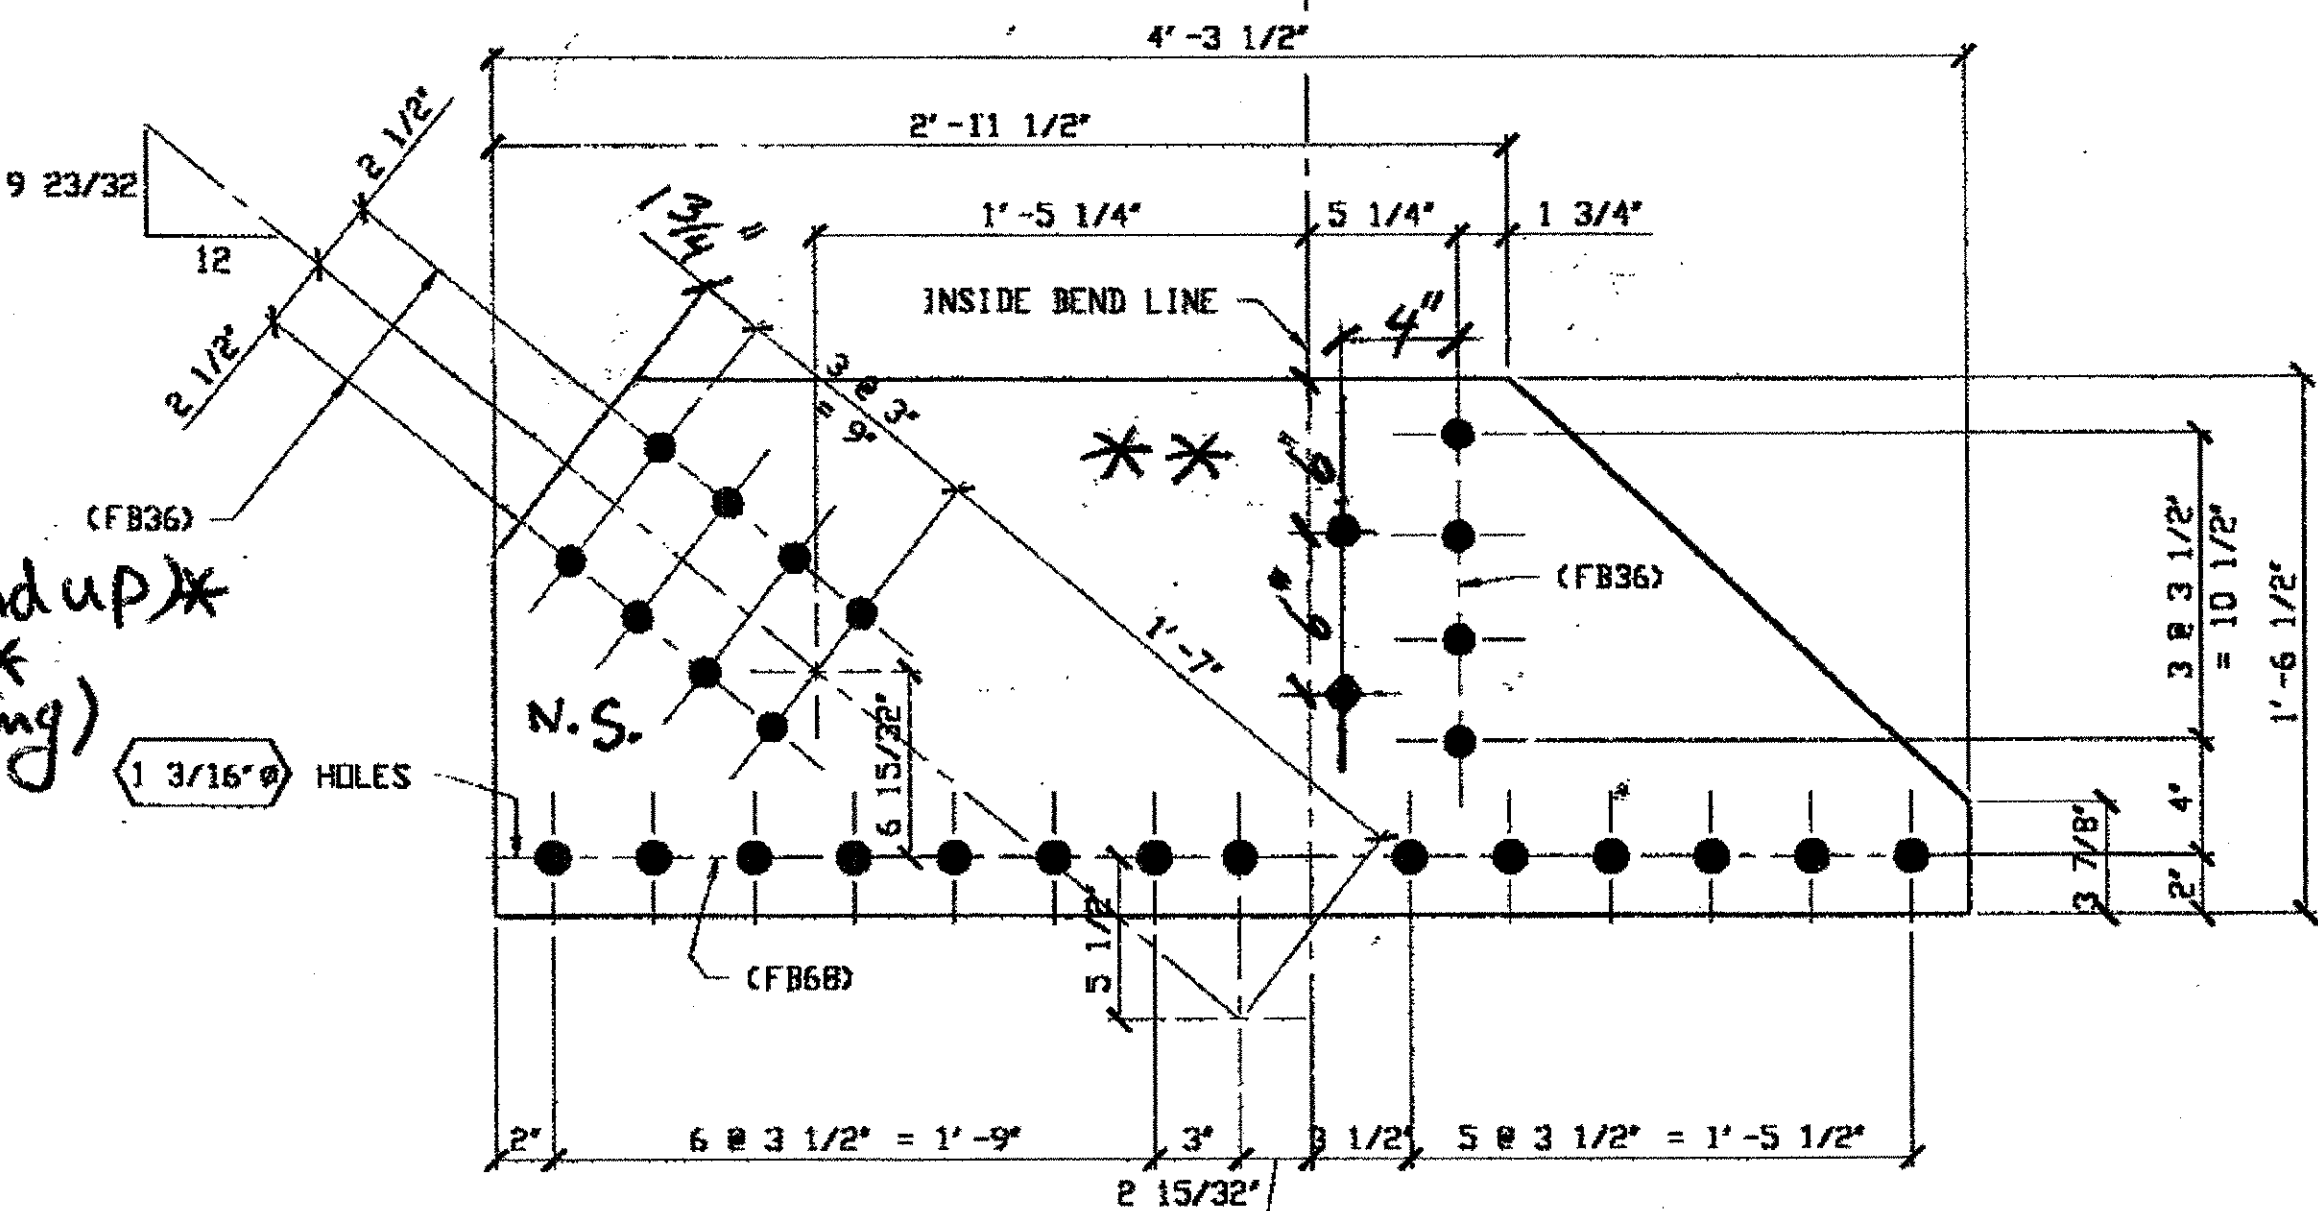 4'-3 1/2"
2'-11 1/2"
2 1/2"
9 23/32
12
1 3/4"
1'-5 1/4"
5 1/4"
1 3/4"
INSIDE BEND LINE
4"
2 1/2"
3 @ 3"
= 9"
**
6"
(FB36)
6"
(FB36)
3 @ 3 1/2"
= 10 1/2"
1'-6 1/2"
up)*
*
1'-7"
N.S.
6 15/32"
1 3/16"ø HOLES
4"
3 7/8"
2"
5 1/2"
(FB68)
2"
6 @ 3 1/2" = 1'-9"
3"
3 1/2"
5 @ 3 1/2" = 1'-5 1/2"
2 15/32"